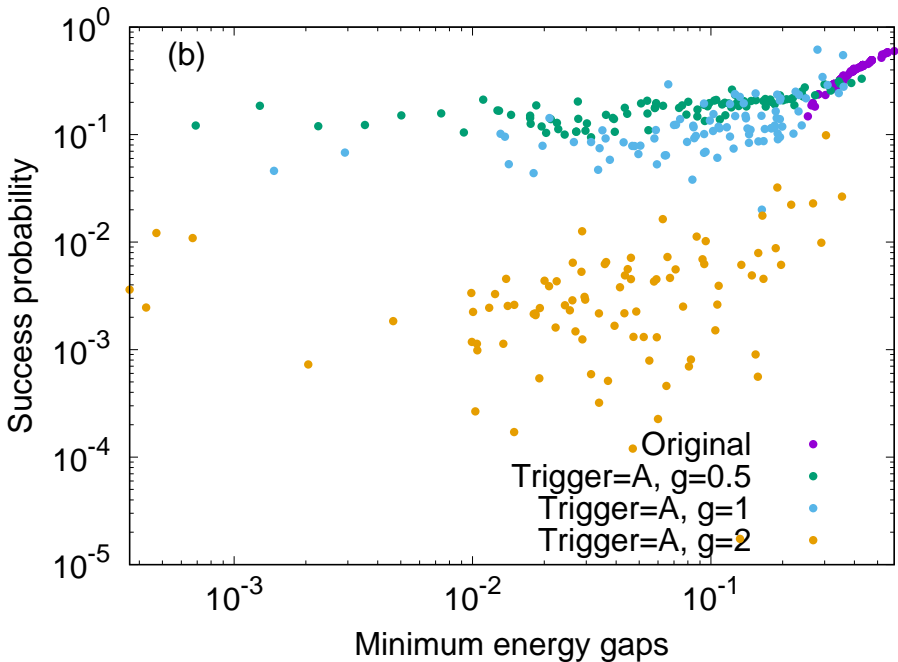 (b)
10^0
10^-1
10^-2
10^-3
10^-4
10^-5
Success probability
Original
Trigger=A, g=0.5
Trigger=A, g=1
Trigger=A, g=2
10^-3
10^-2
10^-1
Minimum energy gaps